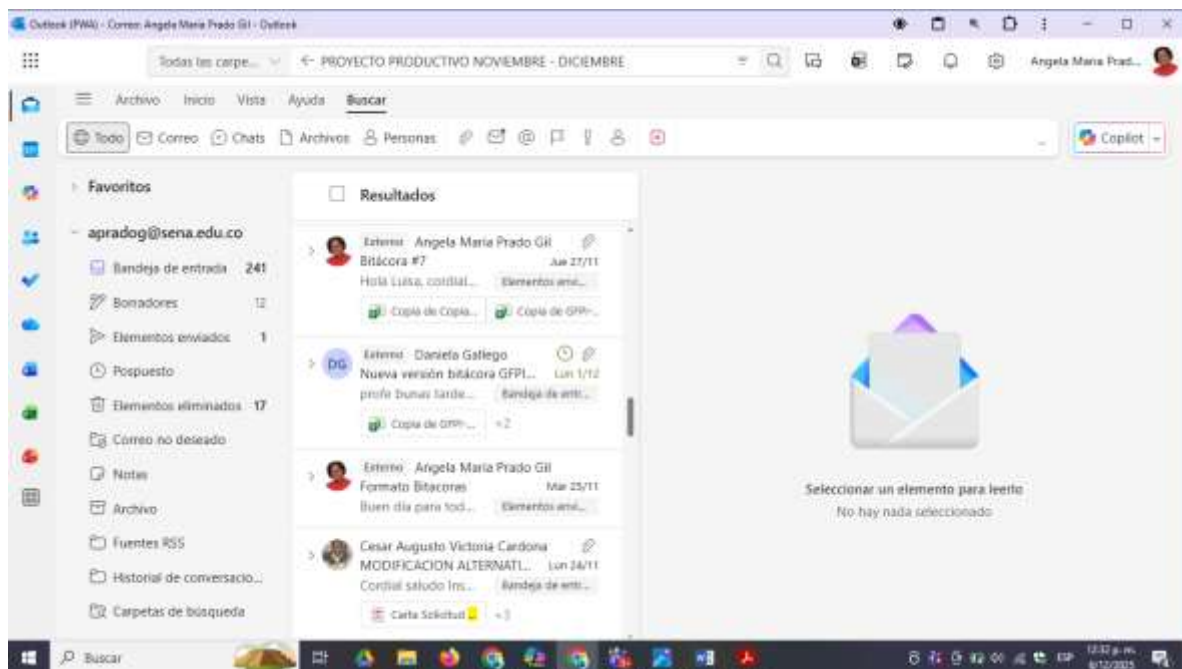 Outlook (PWA) - Correo: Angela Maria Prado Gil - Outlook
Todas las carpe...
PROYECTO PRODUCTIVO NOVIEMBRE - DICIEMBRE
Angela Maria Prad...
Archivo Inicio Vista Ayuda Buscar
Todo Correo Chats Archivos Personas
Copilot
Favoritos
Resultados
apradog@sena.edu.co
Bandeja de entrada 241
Borradores 12
Elementos enviados 1
Pospuesto
Elementos eliminados 17
Correo no deseado
Notas
Archivo
Fuentes RSS
Historial de conversacio...
Carpetas de búsqueda
Externo Angela Maria Prado Gil
Bitácora #7 Jue 27/11
Hola Luisa, cordial... Elementos envi...
Copia de Copia... Copia de GFPI-...
DG Externo Daniela Gallego
Nueva versión bitácora GFPI... Lun 1/12
profe bunas tarde... Bandeja de entr...
Copia de GFPI-... +2
Externo Angela Maria Prado Gil
Formato Bitacoras Mar 25/11
Buen día para tod... Elementos envi...
Cesar Augusto Victoria Cardona
MODIFICACION ALTERNATI... Lun 24/11
Cordial saludo Ins... Bandeja de entr...
Carta Solicitud +3
Seleccionar un elemento para leerlo
No hay nada seleccionado
Buscar
ESP
12:32 p. m.
6/12/2025